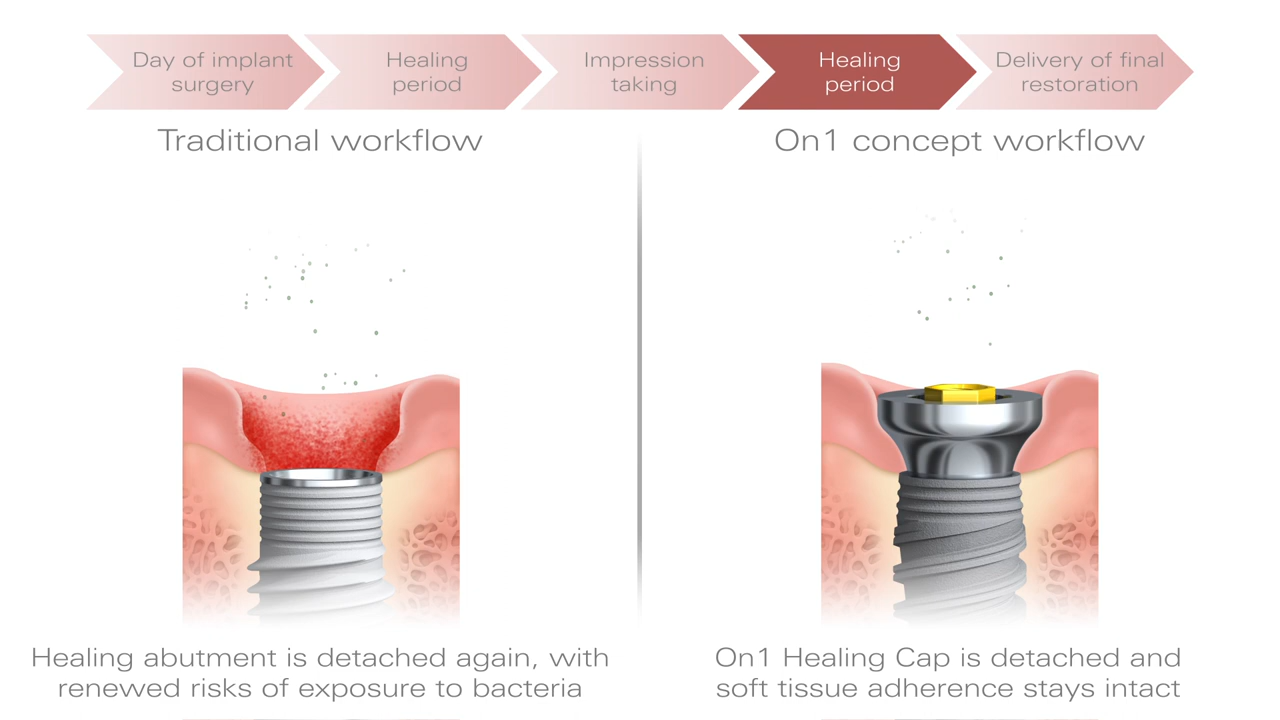 Day of implant
surgery
Healing
period
Impression
taking
Healing
period
Delivery of final
restoration
Traditional workflow
On1 concept workflow
Healing abutment is detached again, with
renewed risks of exposure to bacteria
On1 Healing Cap is detached and
soft tissue adherence stays intact